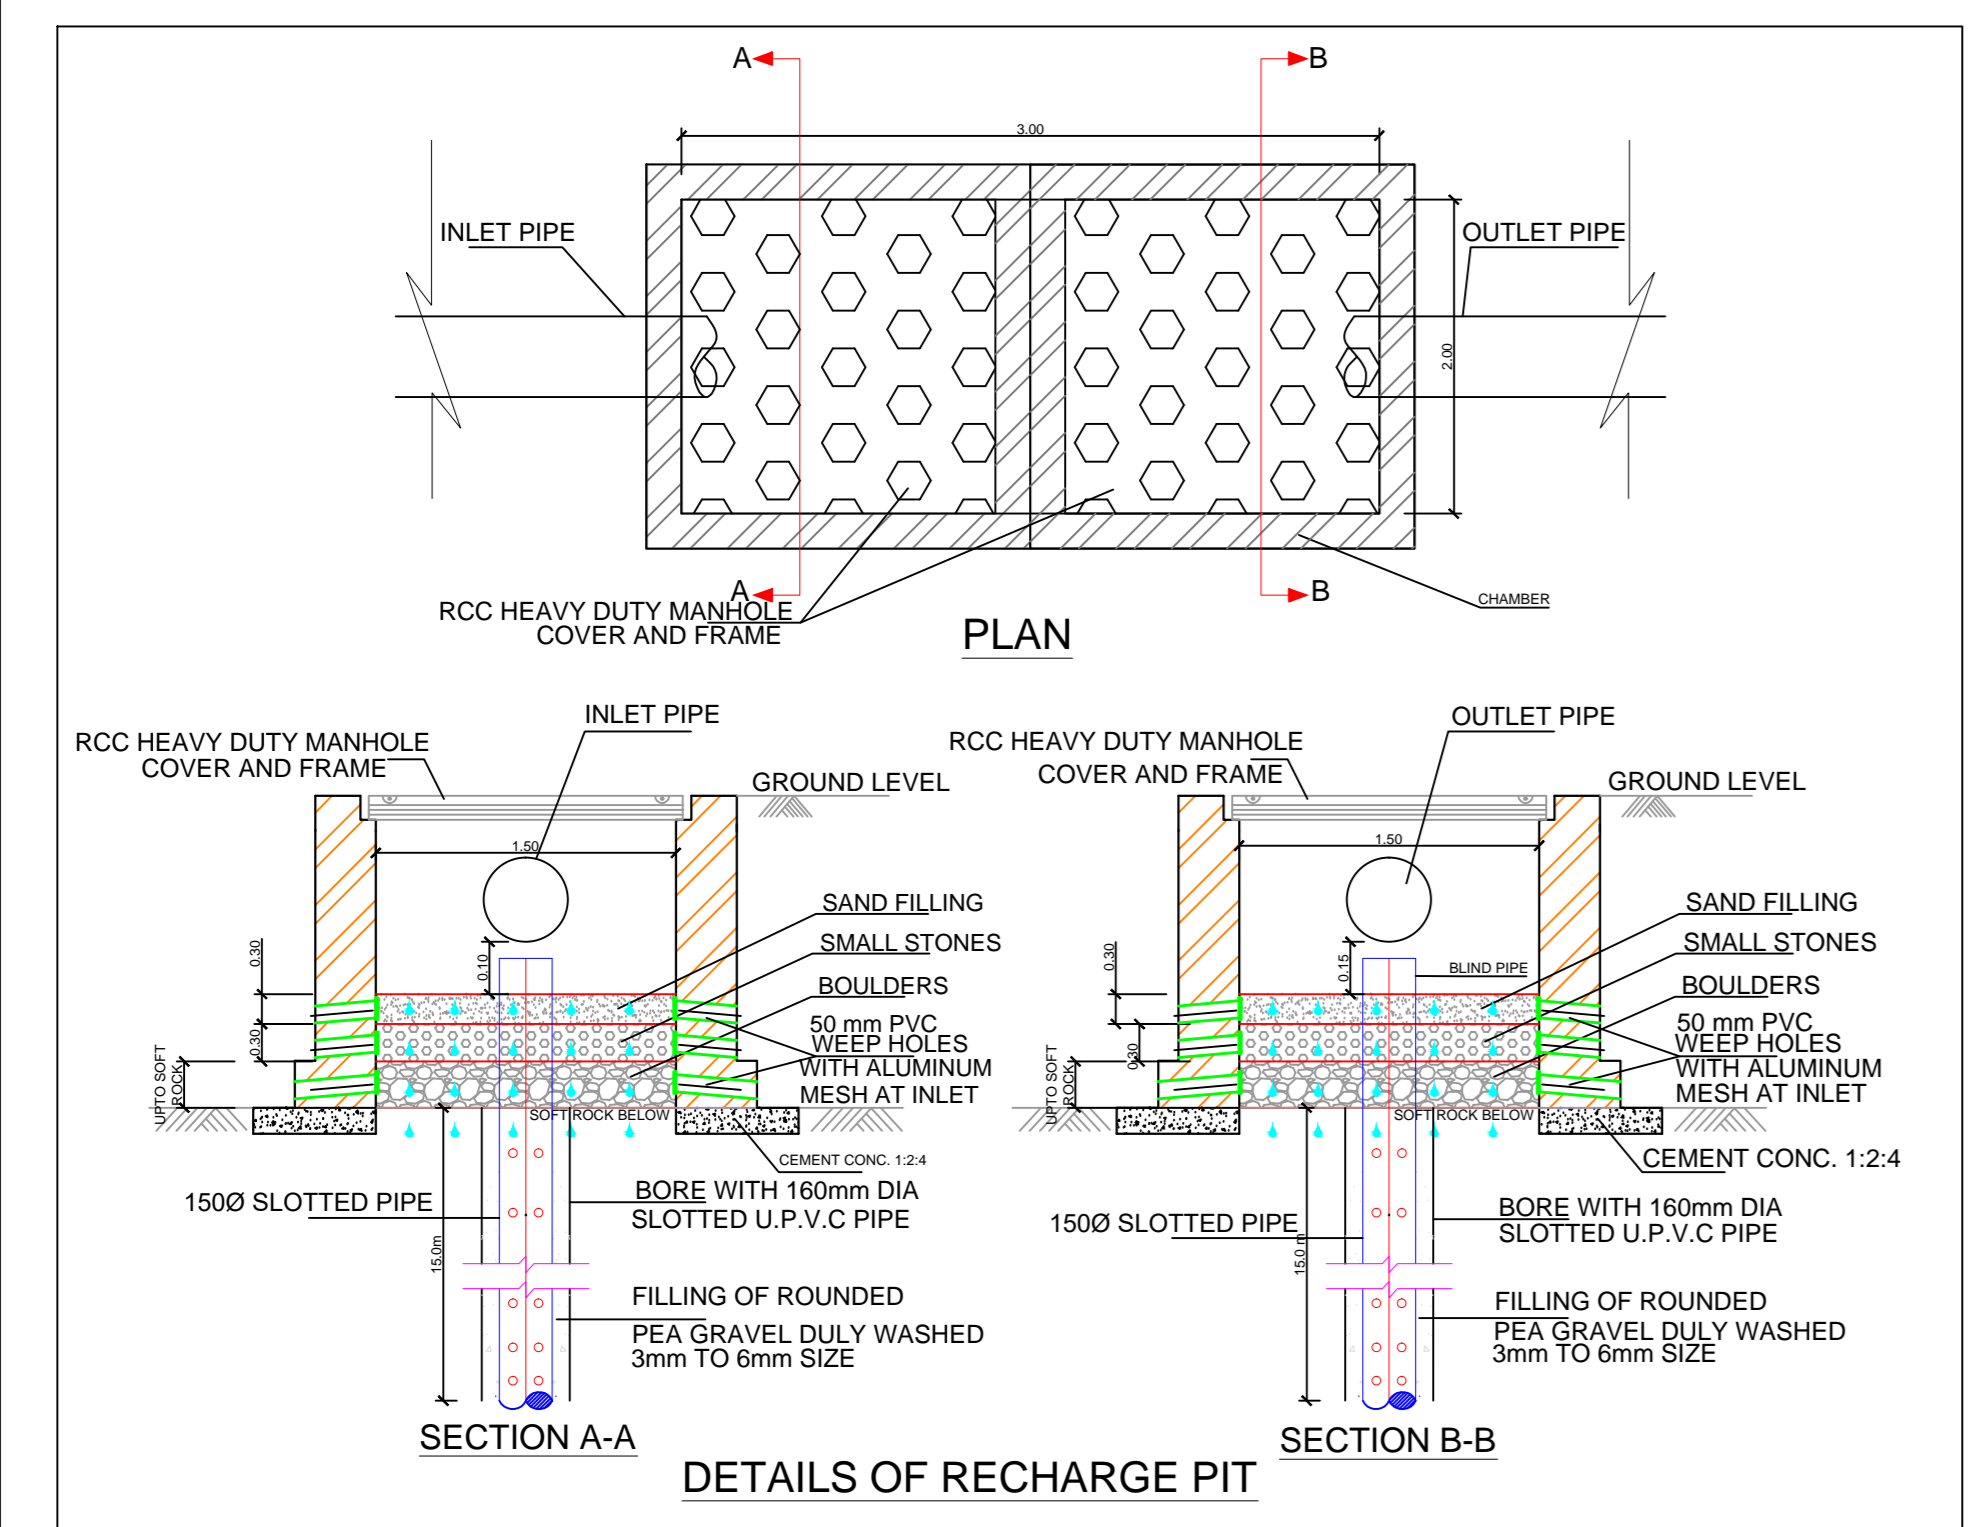 A
B
3.00
INLET PIPE
OUTLET PIPE
2.00
A
B
RCC HEAVY DUTY MANHOLE
COVER AND FRAME
CHAMBER
PLAN
INLET PIPE
RCC HEAVY DUTY MANHOLE
COVER AND FRAME
GROUND LEVEL
1.50
SAND FILLING
SMALL STONES
BOULDERS
50 mm PVC
WEEP HOLES
WITH ALUMINUM
MESH AT INLET
0.30
0.10
0.30
UPTO SOFT
ROCK
SOFT ROCK BELOW
CEMENT CONC. 1:2:4
150Ø SLOTTED PIPE
BORE WITH 160mm DIA
SLOTTED U.P.V.C PIPE
15.0m
FILLING OF ROUNDED
PEA GRAVEL DULY WASHED
3mm TO 6mm SIZE
SECTION A-A
OUTLET PIPE
RCC HEAVY DUTY MANHOLE
COVER AND FRAME
GROUND LEVEL
1.50
SAND FILLING
SMALL STONES
BLIND PIPE
BOULDERS
50 mm PVC
WEEP HOLES
WITH ALUMINUM
MESH AT INLET
0.30
0.15
0.30
UPTO SOFT
ROCK
SOFT ROCK BELOW
CEMENT CONC. 1:2:4
150Ø SLOTTED PIPE
BORE WITH 160mm DIA
SLOTTED U.P.V.C PIPE
15.0 m
FILLING OF ROUNDED
PEA GRAVEL DULY WASHED
3mm TO 6mm SIZE
SECTION B-B
DETAILS OF RECHARGE PIT